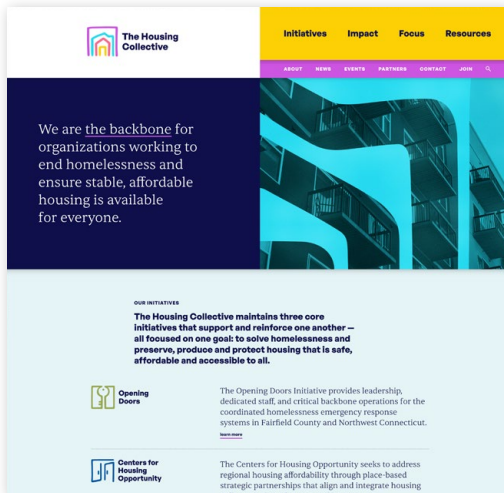 The Housing
Collective
Initiatives Impact Focus Resources
ABOUT NEWS EVENTS PARTNERS CONTACT JOIN
We are the backbone for
organizations working to
end homelessness and
ensure stable, affordable
housing is available
for everyone.
OUR INITIATIVES
The Housing Collective maintains three core
initiatives that support and reinforce one another —
all focused on one goal: to solve homelessness and
preserve, produce and protect housing that is safe,
affordable and accessible to all.
Opening
Doors
The Opening Doors Initiative provides leadership,
dedicated staff, and critical backbone operations for the
coordinated homelessness emergency response
systems in Fairfield County and Northwest Connecticut.
learn more
Centers for
Housing
Opportunity
The Centers for Housing Opportunity seeks to address
regional housing affordability through place-based
strategic partnerships that align and integrate housing